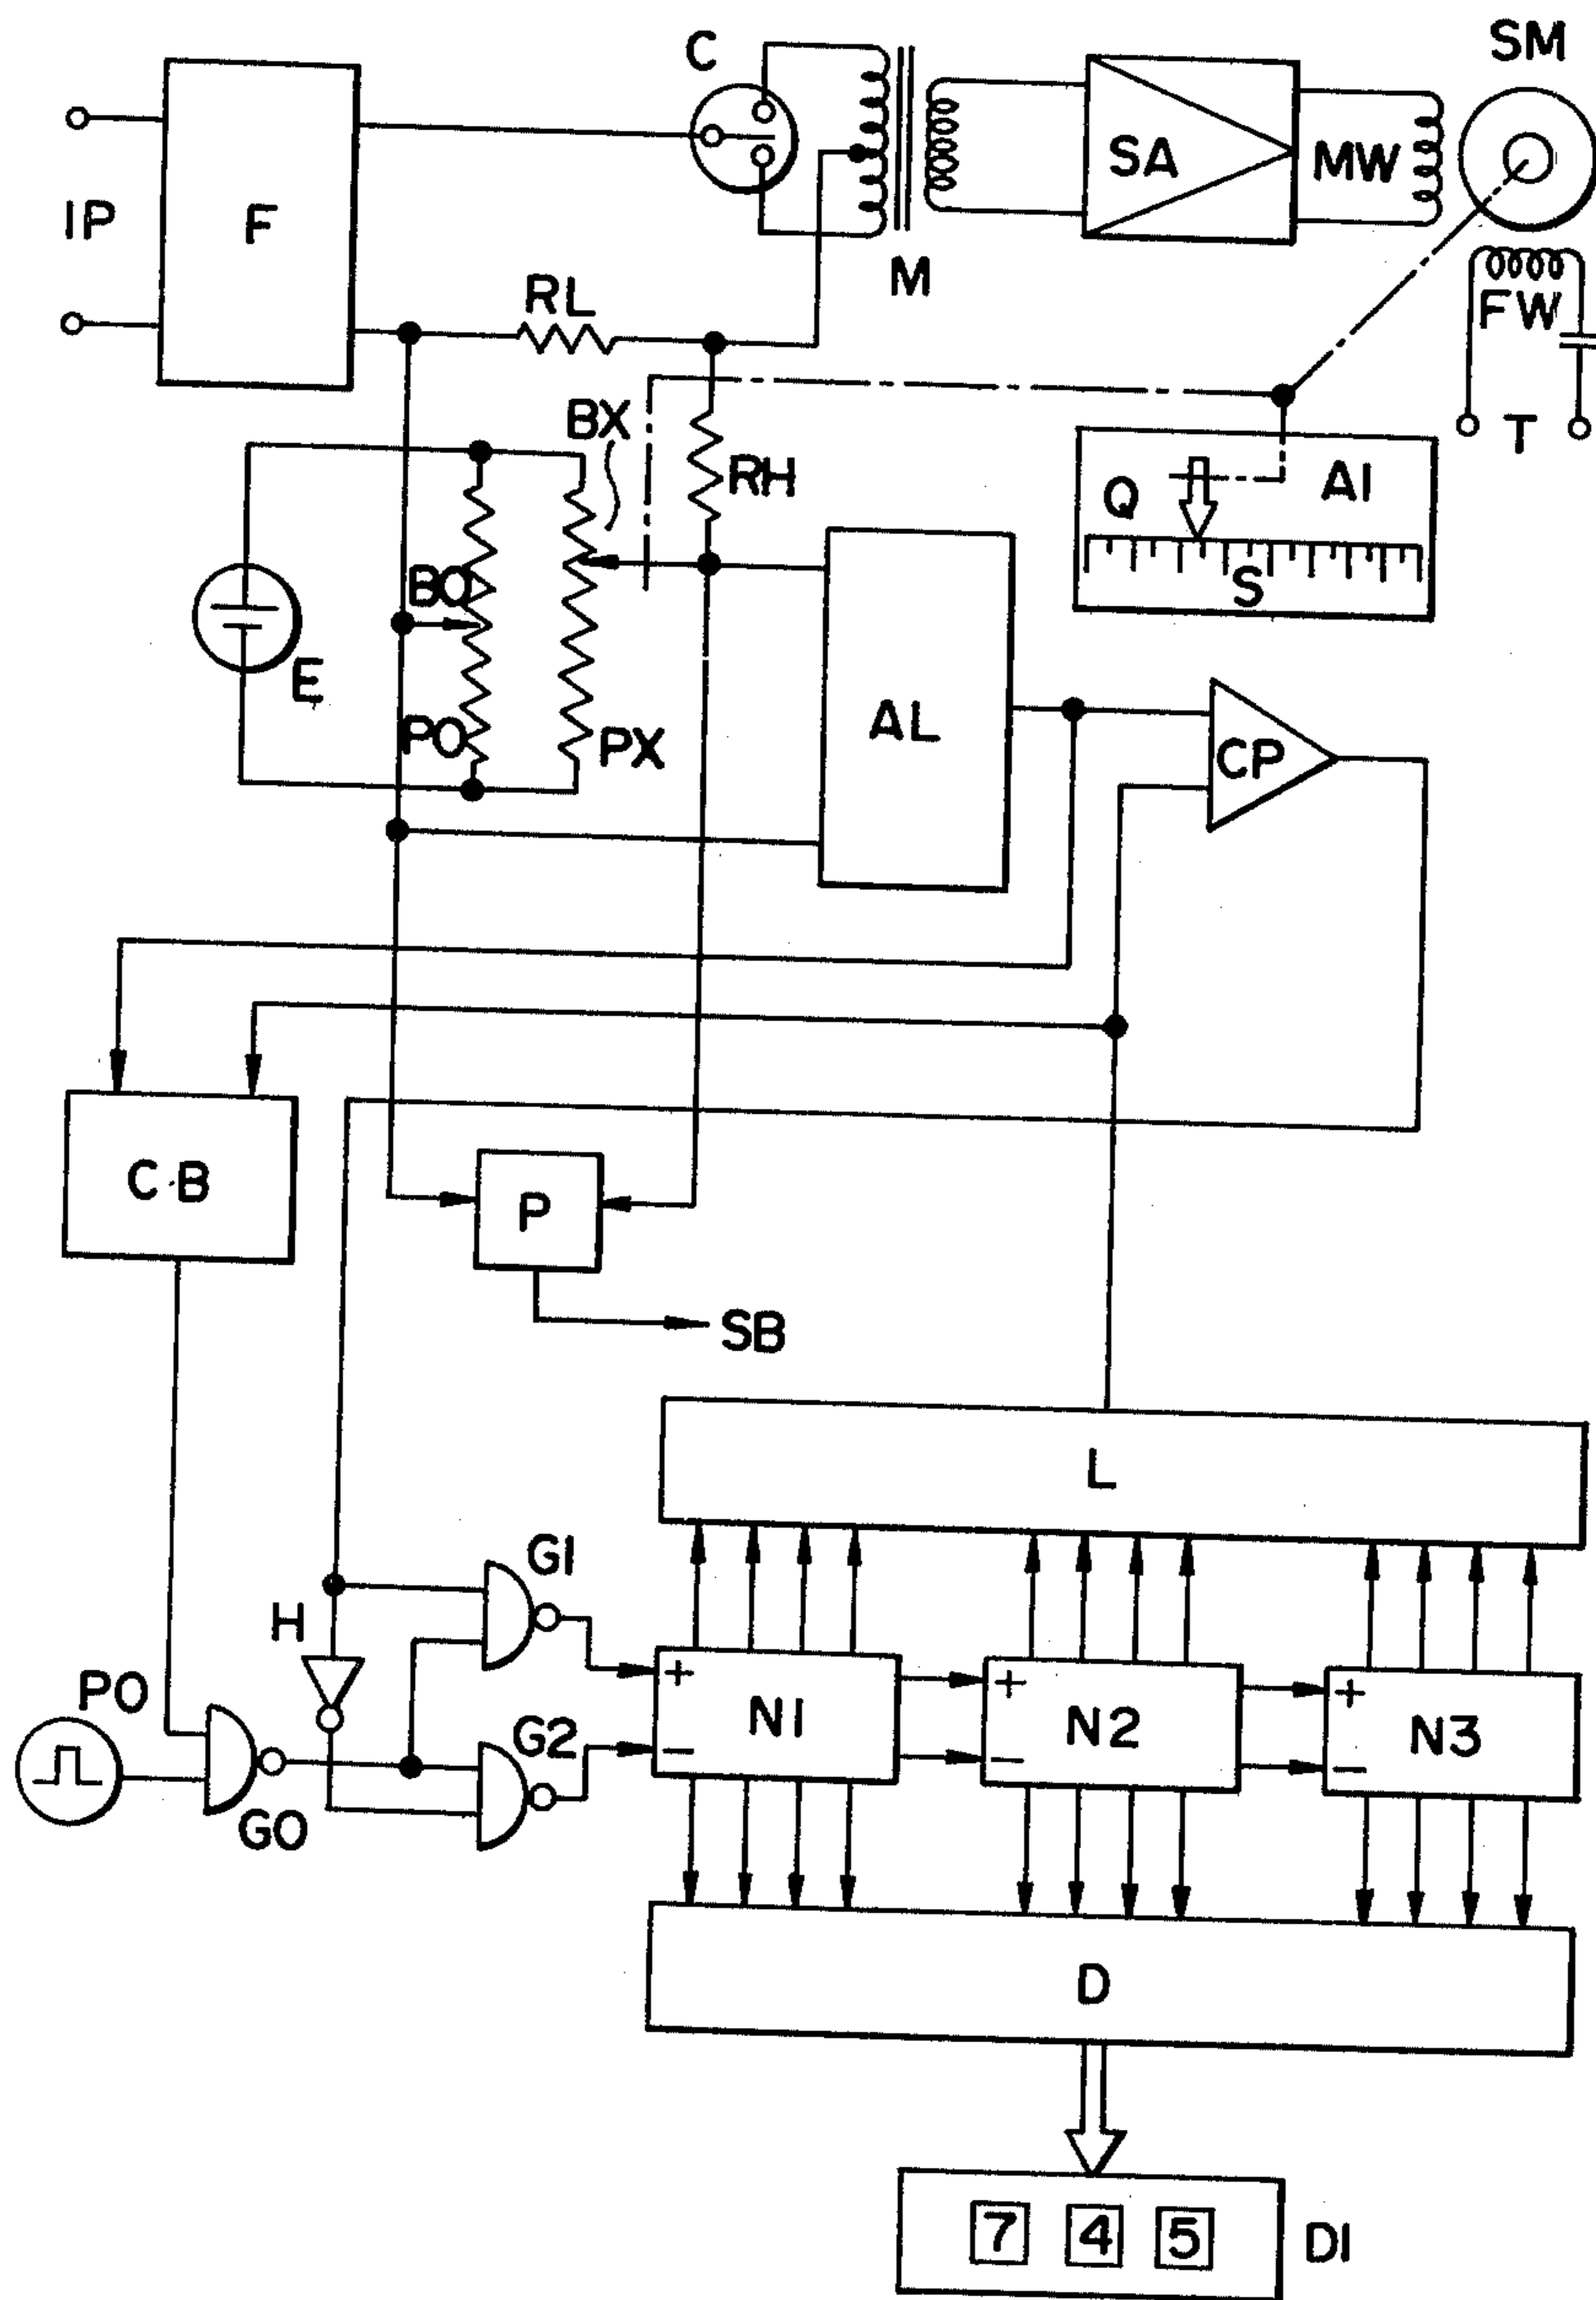 C
SM
IP
F
SA
MW
M
RL
FW
BX
T
RH
Q
AI
S
BO
E
PO
PX
AL
CP
C B
P
SB
L
G1
H
PO
+
N1
+
N2
+
N3
G2
−
−
−
GO
D
7 4 5
DI